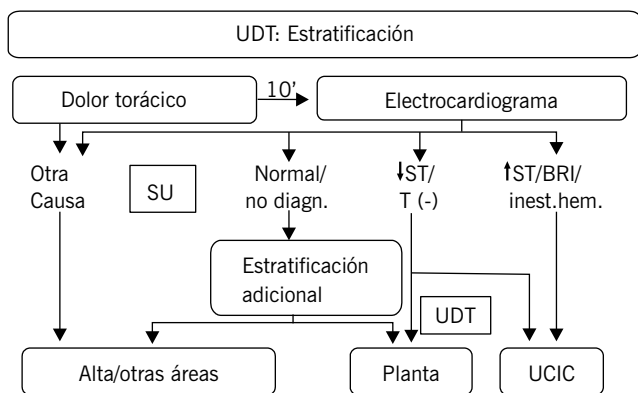 UDT: Estratificación
Dolor torácico
10’
Electrocardiograma
Otra
Causa
SU
Normal/
no diagn.
↓ST/
T (-)
↑ST/BRI/
inest.hem.
Estratificación
adicional
UDT
Alta/otras áreas
Planta
UCIC